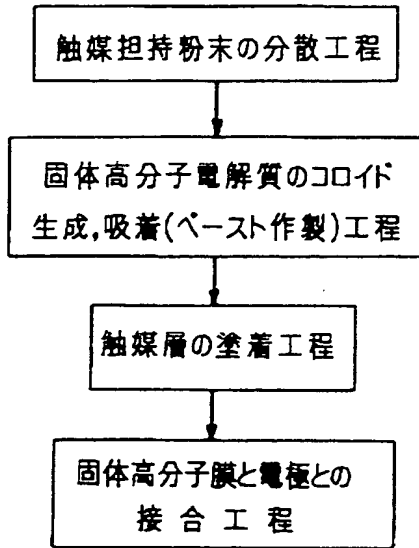 触媒担持粉末の分散工程
固体高分子電解質のコロイド
生成,吸着(ペースト作製)工程
触媒層の塗着工程
固体高分子膜と電極との
接合工程